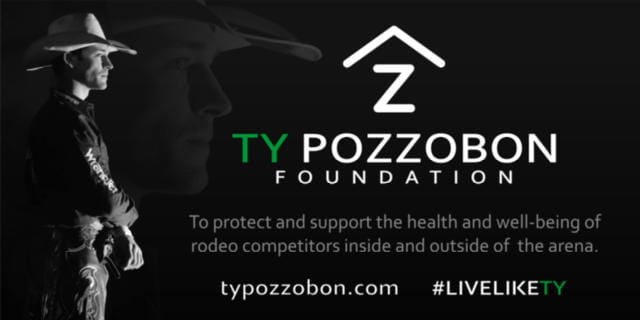 Wrangler
Z
TY POZZOBON
FOUNDATION
To protect and support the health and well-being of
rodeo competitors inside and outside of the arena.
typozzobon.com #LIVELIKETY